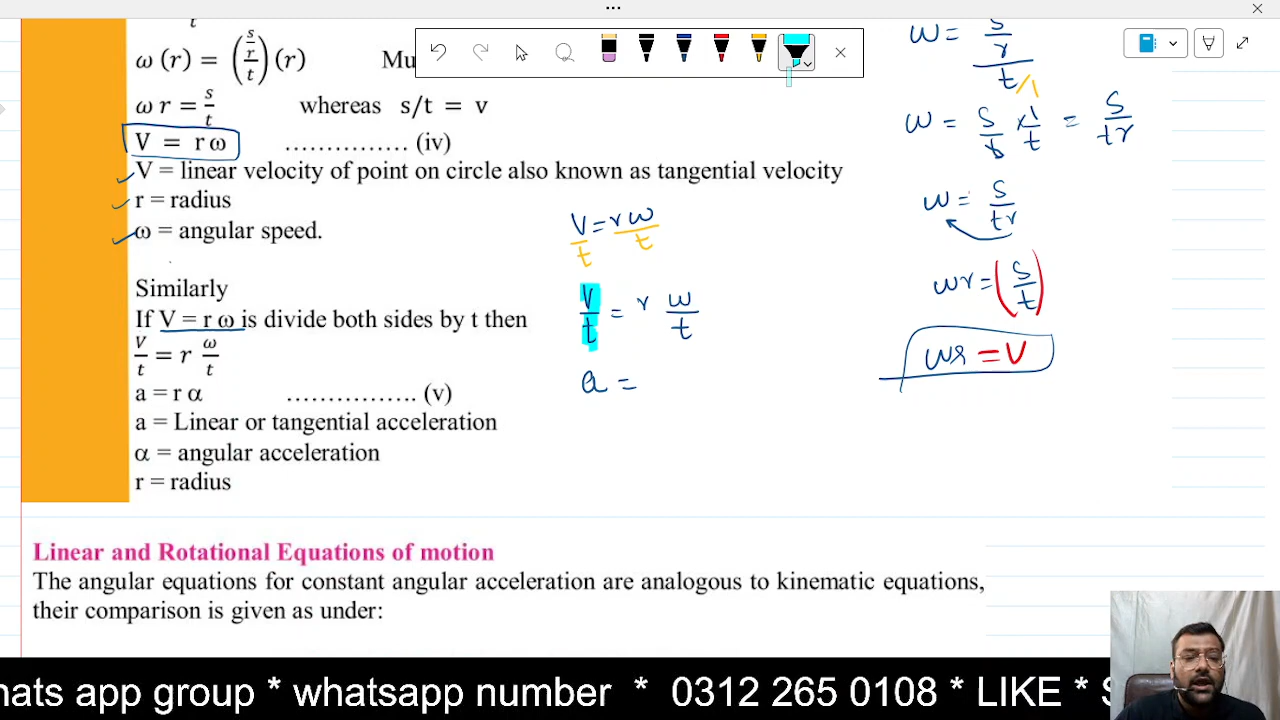 t
ω (r) = (s/r/t) (r) Mu
ω r = s/t whereas s/t = v
V = r ω …………… (iv)
V = linear velocity of point on circle also known as tangential velocity
r = radius
ω = angular speed.
Similarly
If V = r ω is divide both sides by t then
V/t = r ω/t
a = r α ……………. (v)
a = Linear or tangential acceleration
α = angular acceleration
r = radius
V/t = rω/t
V/t = r ω/t
a =
ω = s/r/t/1
ω = s/r × 1/t = s/tr
ω = s/tr
ωr = (s/t)
ωr = V
Linear and Rotational Equations of motion
The angular equations for constant angular acceleration are analogous to kinematic equations,
their comparison is given as under:
hats app group * whatsapp number * 0312 265 0108 * LIKE * S